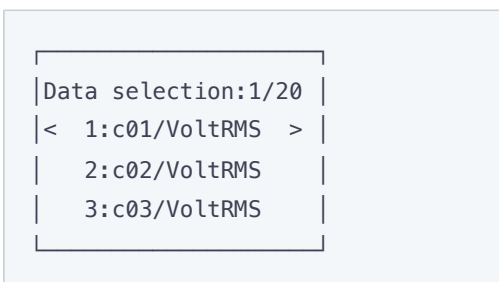 Data selection:1/20
< 1:c01/VoltRMS >
2:c02/VoltRMS
3:c03/VoltRMS